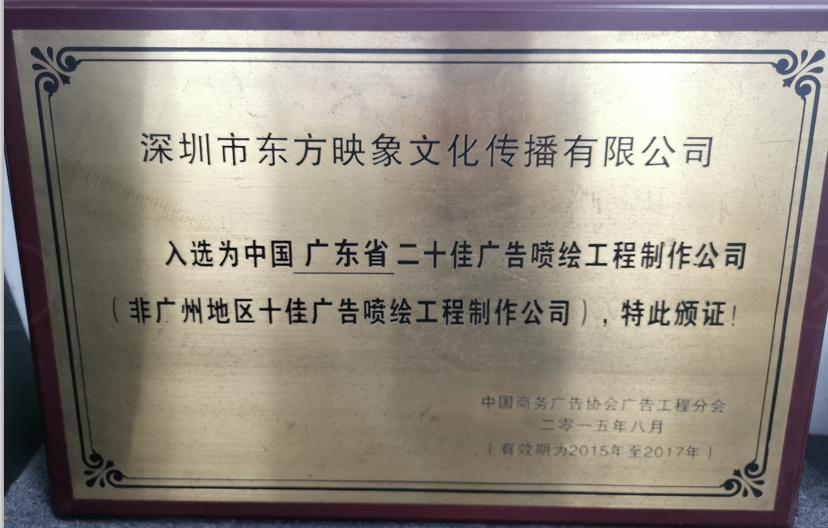 深圳市东方映象文化传播有限公司
入选为中国 广东省 二十佳广告喷绘工程制作公司
（非广州地区十佳广告喷绘工程制作公司），特此颁证！
中国商务广告协会广告工程分会
二零一五年八月
（有效期为2015年至2017年）